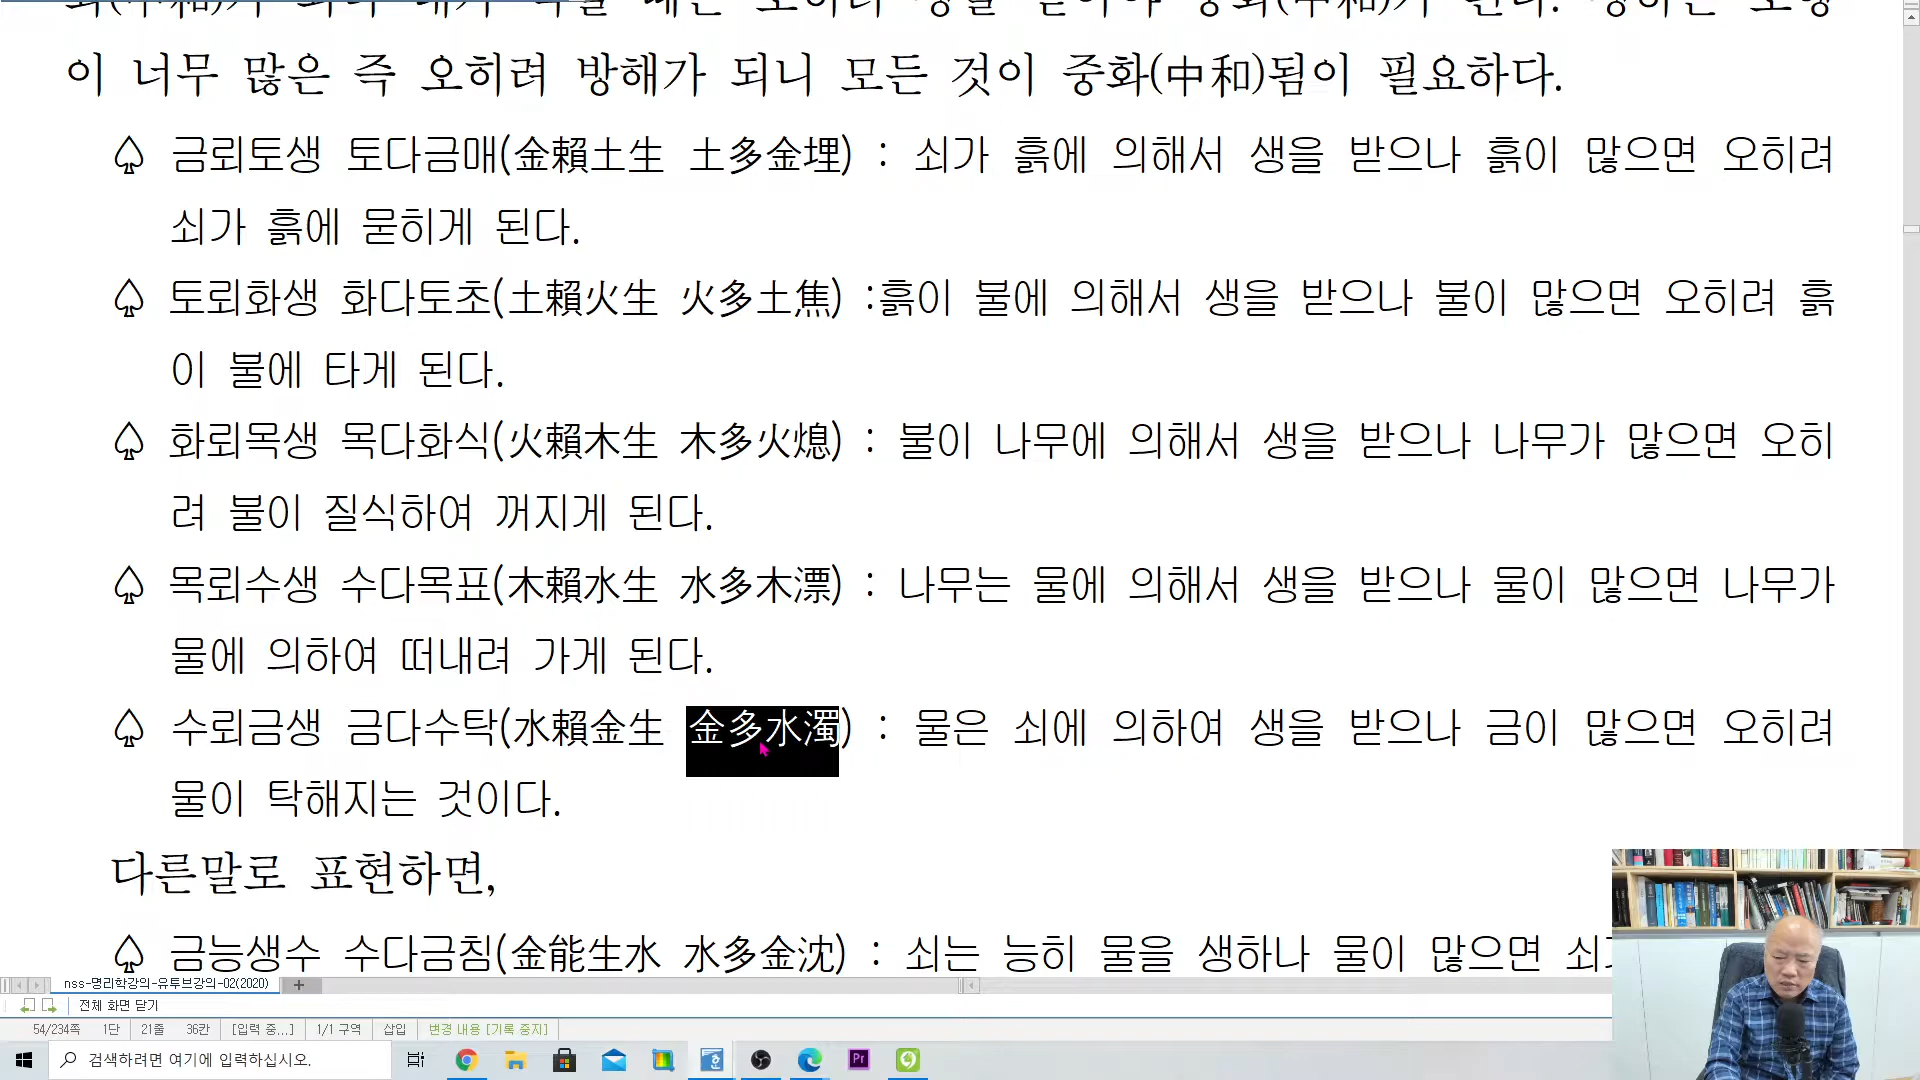 이 너무 많은 즉 오히려 방해가 되니 모든 것이 중화(中和)됨이 필요하다.
♤ 금뢰토생 토다금매(金賴土生 土多金埋) : 쇠가 흙에 의해서 생을 받으나 흙이 많으면 오히려
쇠가 흙에 묻히게 된다.
♤ 토뢰화생 화다토초(土賴火生 火多土焦) :흙이 불에 의해서 생을 받으나 불이 많으면 오히려 흙
이 불에 타게 된다.
♤ 화뢰목생 목다화식(火賴木生 木多火熄) : 불이 나무에 의해서 생을 받으나 나무가 많으면 오히
려 불이 질식하여 꺼지게 된다.
♤ 목뢰수생 수다목표(木賴水生 水多木漂) : 나무는 물에 의해서 생을 받으나 물이 많으면 나무가
물에 의하여 떠내려 가게 된다.
♤ 수뢰금생 금다수탁(水賴金生 金多水濁) : 물은 쇠에 의하여 생을 받으나 금이 많으면 오히려
물이 탁해지는 것이다.
다른말로 표현하면,
♤ 금능생수 수다금침(金能生水 水多金沈) : 쇠는 능히 물을 생하나 물이 많으면
nss-명리학강의-유투브강의-02(2020)
전체 화면 닫기
54/234쪽 1단 21줄 36칸 [입력 중...] 1/1 구역 삽입 변경 내용 [기록 중지]
검색하려면 여기에 입력하십시오.
Pr